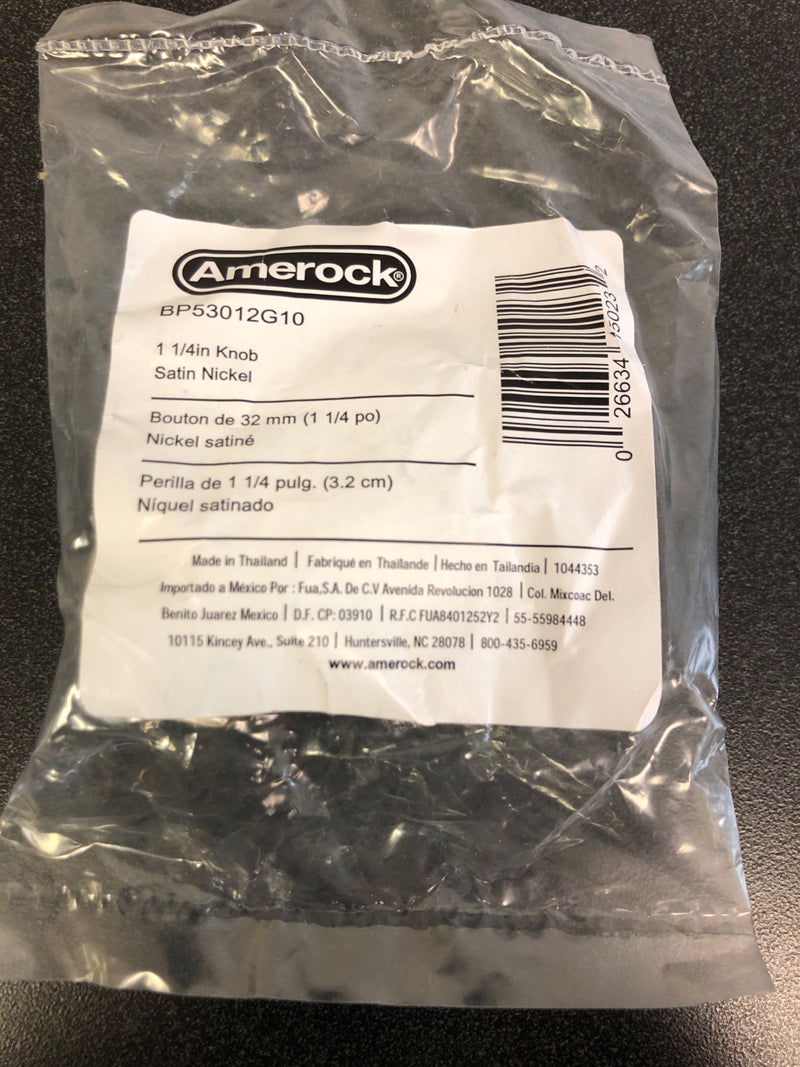 Amerock®
BP53012G10
1 1/4in Knob
Satin Nickel
Bouton de 32 mm (1 1/4 po)
Nickel satiné
Perilla de 1 1/4 pulg. (3.2 cm)
Níquel satinado
0 26634 15023 2
Made in Thailand | Fabriqué en Thaïlande | Hecho en Tailandia | 1044353
Importado a México Por : Fua,S.A. De C.V Avenida Revolucion 1028 | Col. Mixcoac Del.
Benito Juarez Mexico | D.F. CP: 03910 | R.F.C FUA8401252Y2 | 55-55984448
10115 Kincey Ave., Suite 210 | Huntersville, NC 28078 | 800-435-6959
www.amerock.com